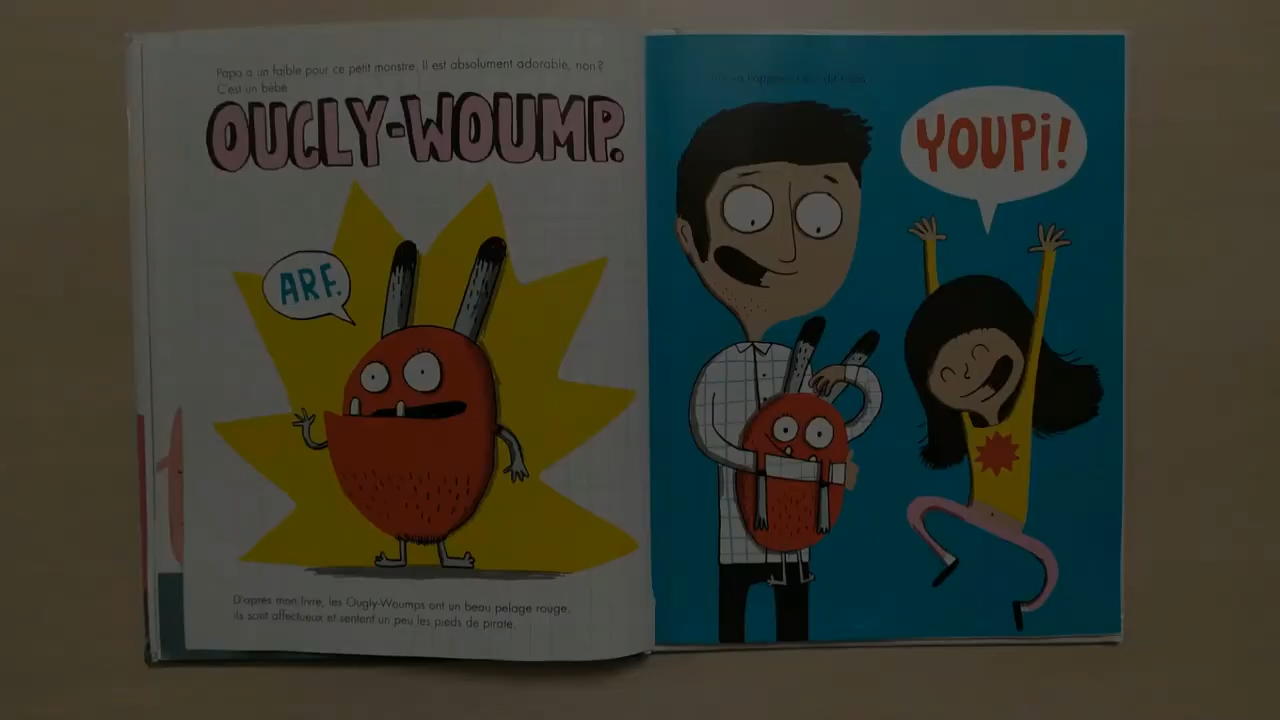 Papa a un faible pour ce petit monstre. Il est absolument adorable, non?
C'est un bébé
OUGLY-WOUMP.
ARF.
D'après mon livre, les Ougly-Woumps ont un beau pelage rouge,
ils sont affectueux et sentent un peu les pieds de pirate.
dit papa.
YOUPi!